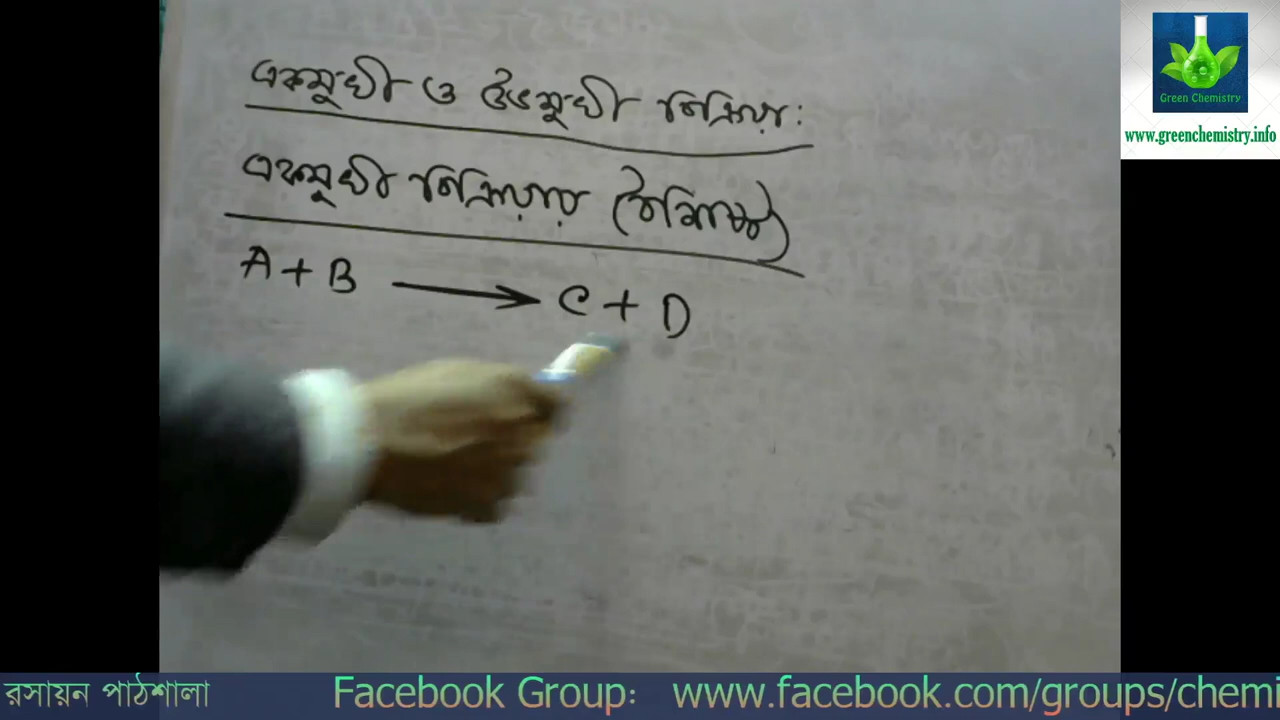 একমুখী ও উভমুখী বিক্রিয়া:
একমুখী বিক্রিয়ার বৈশিষ্ট্য
A + B → C + D
Green Chemistry
www.greenchemistry.info
রসায়ন পাঠশালা Facebook Group: www.facebook.com/groups/chemi